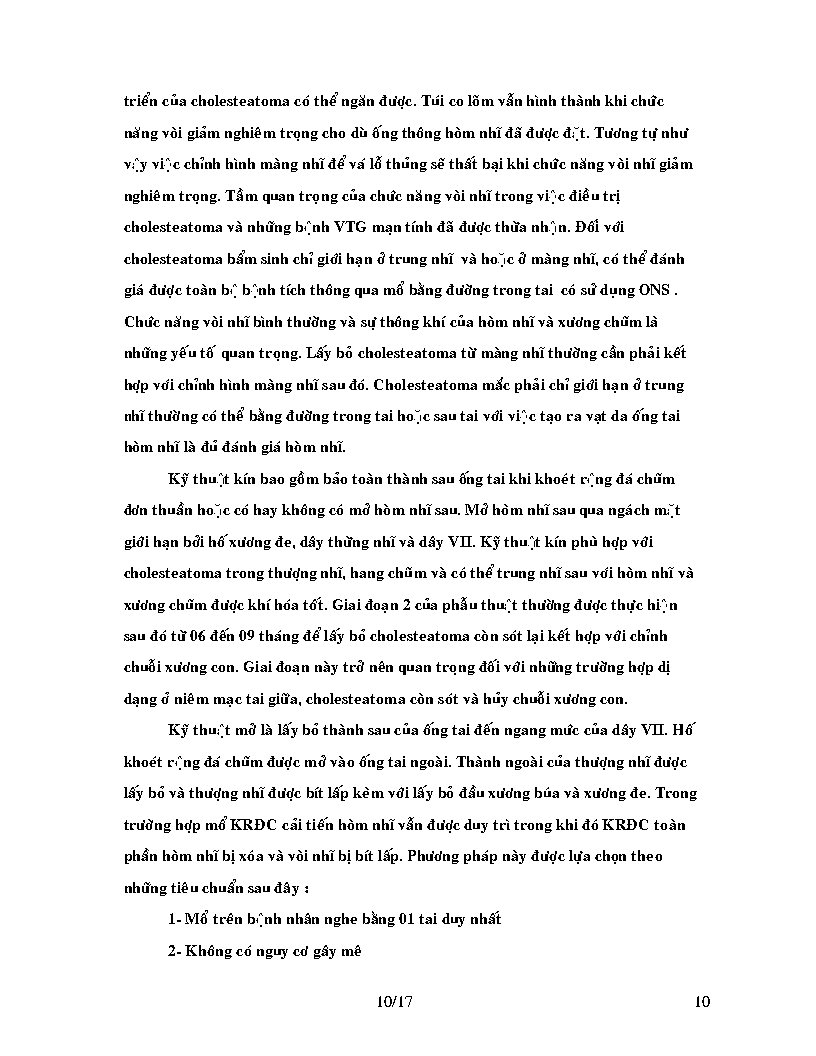 triển của cholesteatoma có thể ngăn được. Túi co lõm vẫn hình thành khi chức
năng vòi giảm nghiêm trọng cho dù ống thông hòm nhĩ đã được đặt. Tương tự như
vậy việc chỉnh hình màng nhĩ để vá lỗ thủng sẽ thất bại khi chức năng vòi nhĩ giảm
nghiêm trọng. Tầm quan trọng của chức năng vòi nhĩ trong việc điều trị
cholesteatoma và những bệnh VTG mạn tính đã được thừa nhận. Đối với
cholesteatoma bẩm sinh chỉ giới hạn ở trung nhĩ và hoặc ở màng nhĩ, có thể đánh
giá được toàn bộ bệnh tích thông qua mổ bằng đường trong tai có sử dụng ONS .
Chức năng vòi nhĩ bình thường và sự thông khí của hòm nhĩ và xương chũm là
những yếu tố quan trọng. Lấy bỏ cholesteatoma từ màng nhĩ thường cần phải kết
hợp với chỉnh hình màng nhĩ sau đó. Cholesteatoma mắc phải chỉ giới hạn ở trung
nhĩ thường có thể bằng đường trong tai hoặc sau tai với việc tạo ra vạt da ống tai
hòm nhĩ là đủ đánh giá hòm nhĩ.
Kỹ thuật kín bao gồm bảo toàn thành sau ống tai khi khoét rộng đá chũm
đơn thuần hoặc có hay không có mở hòm nhĩ sau. Mở hòm nhĩ sau qua ngách mặt
giới hạn bởi hố xương đe, dây thừng nhĩ và dây VII. Kỹ thuật kín phù hợp với
cholesteatoma trong thượng nhĩ, hang chũm và có thể trung nhĩ sau với hòm nhĩ và
xương chũm được khí hóa tốt. Giai đoạn 2 của phẫu thuật thường được thực hiện
sau đó từ 06 đến 09 tháng để lấy bỏ cholesteatoma còn sót lại kết hợp với chỉnh
chuỗi xương con. Giai đoạn này trở nên quan trọng đối với những trường hợp dị
dạng ở niêm mạc tai giữa, cholesteatoma còn sót và hủy chuỗi xương con.
Kỹ thuật mở là lấy bỏ thành sau của ống tai đến ngang mức của dây VII. Hố
khoét rộng đá chũm được mở vào ống tai ngoài. Thành ngoài của thượng nhĩ được
lấy bỏ và thượng nhĩ được bít lấp kèm với lấy bỏ đầu xương búa và xương đe. Trong
trường hợp mổ KRĐC cải tiến hòm nhĩ vẫn được duy trì trong khi đó KRĐC toàn
phần hòm nhĩ bị xóa và vòi nhĩ bị bít lấp. Phương pháp này được lựa chọn theo
những tiêu chuẩn sau đây :
1- Mổ trên bệnh nhân nghe bằng 01 tai duy nhất
2- Không có nguy cơ gây mê
10/17 10